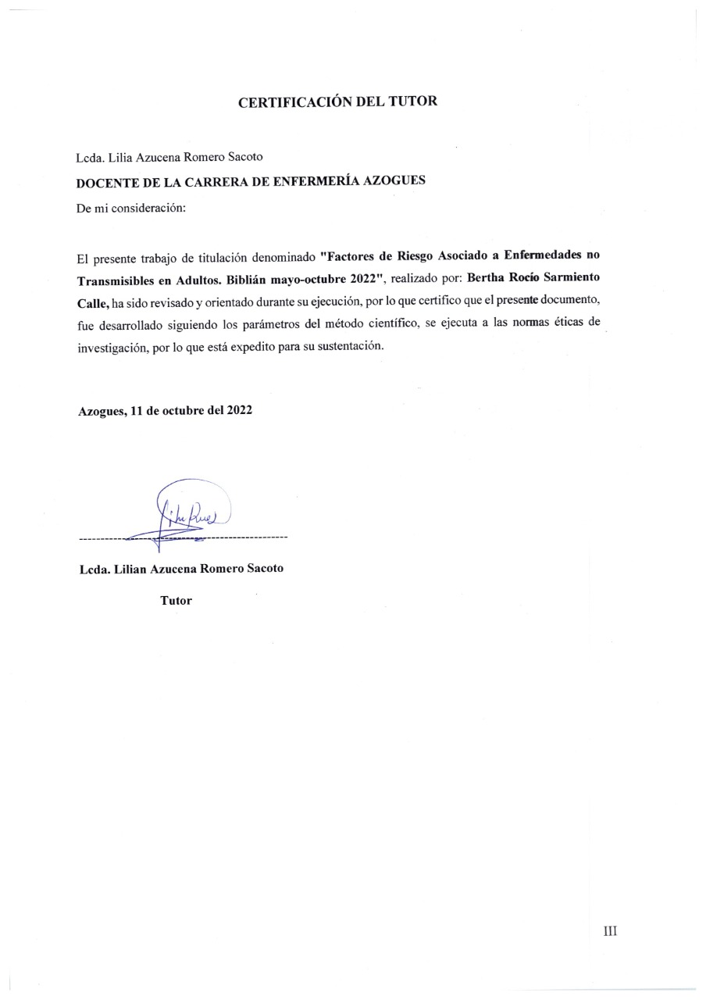 CERTIFICACIÓN DEL TUTOR
Lcda. Lilia Azucena Romero Sacoto
DOCENTE DE LA CARRERA DE ENFERMERÍA AZOGUES
De mi consideración:
El presente trabajo de titulación denominado "Factores de Riesgo Asociado a Enfermedades no
Transmisibles en Adultos. Biblián mayo-octubre 2022", realizado por: Bertha Rocío Sarmiento
Calle, ha sido revisado y orientado durante su ejecución, por lo que certifico que el presente documento,
fue desarrollado siguiendo los parámetros del método científico, se ejecuta a las normas éticas de
investigación, por lo que está expedito para su sustentación.
Azogues, 11 de octubre del 2022
Lcda. Lilian Azucena Romero Sacoto
Tutor
III